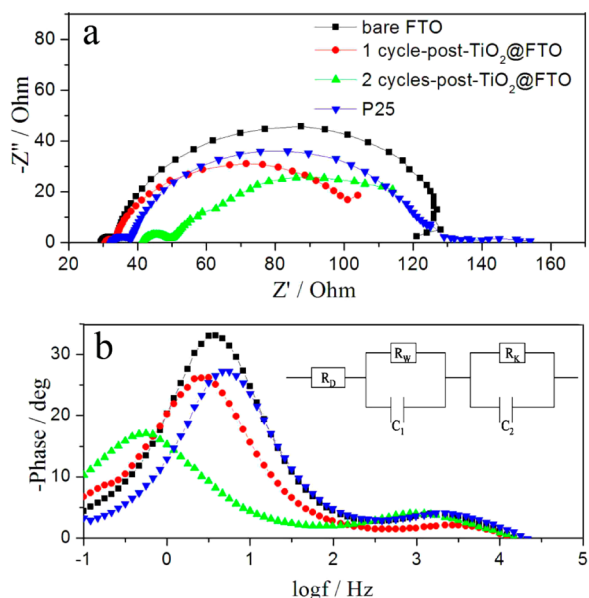 a
bare FTO
1 cycle-post-TiO₂@FTO
2 cycles-post-TiO₂@FTO
P25
-Z'' / Ohm
80
60
40
20
0
20 40 60 80 100 120 140 160
Z' / Ohm
b
-Phase / deg
30
20
10
0
R_D
R_W
C_1
R_K
C_2
-1 0 1 2 3 4 5
logf / Hz